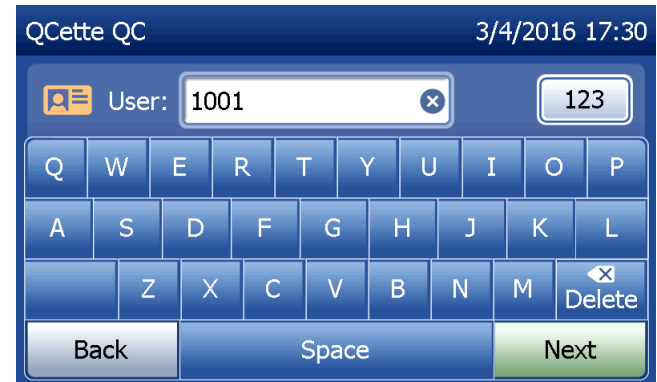 QCette QC 3/4/2016 17:30
User: 1001 123
Q W E R T Y U I O P
A S D F G H J K L
Z X C V B N M Delete
Back Space Next